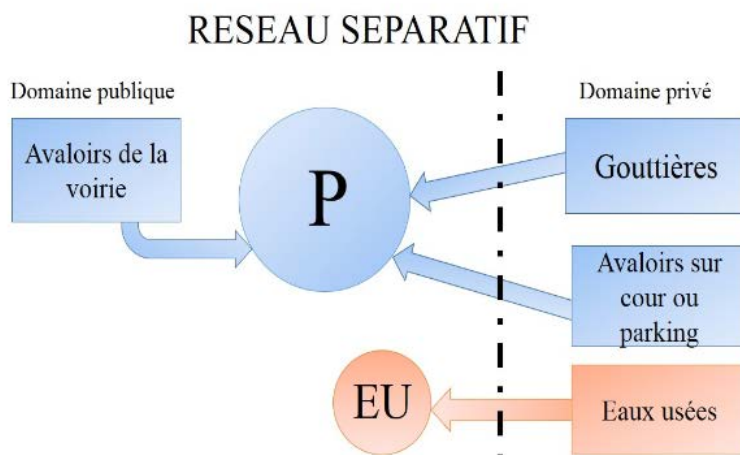 RESEAU SEPARATIF
Domaine publique
Domaine privé
Avaloirs de la
voirie
P
Gouttières
Avaloirs sur
cour ou
parking
EU
Eaux usées